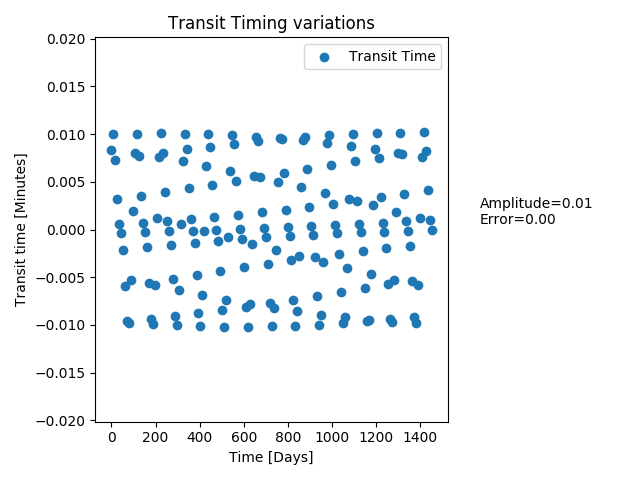 Transit Timing variations
Transit Time
0.020
0.015
0.010
0.005
0.000
−0.005
−0.010
−0.015
−0.020
Transit time [Minutes]
Amplitude=0.01
Error=0.00
0 200 400 600 800 1000 1200 1400
Time [Days]